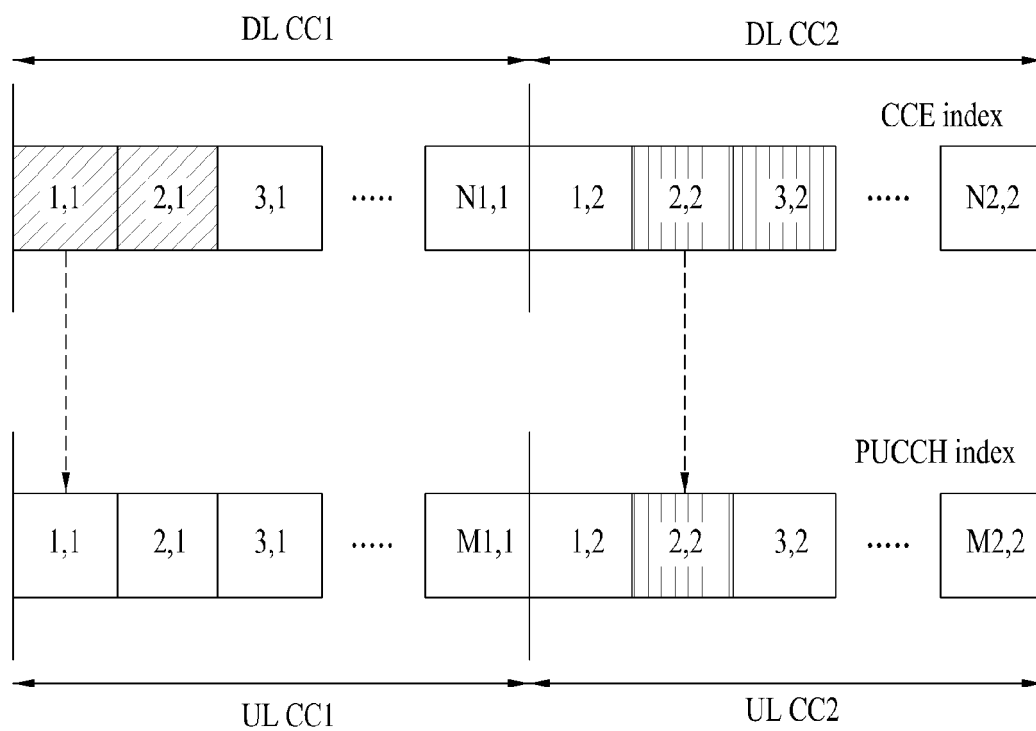 DL CC1 DL CC2
CCE index
1,1 2,1 3,1 ..... N1,1 1,2 2,2 3,2 ..... N2,2
PUCCH index
1,1 2,1 3,1 ..... M1,1 1,2 2,2 3,2 ..... M2,2
UL CC1 UL CC2